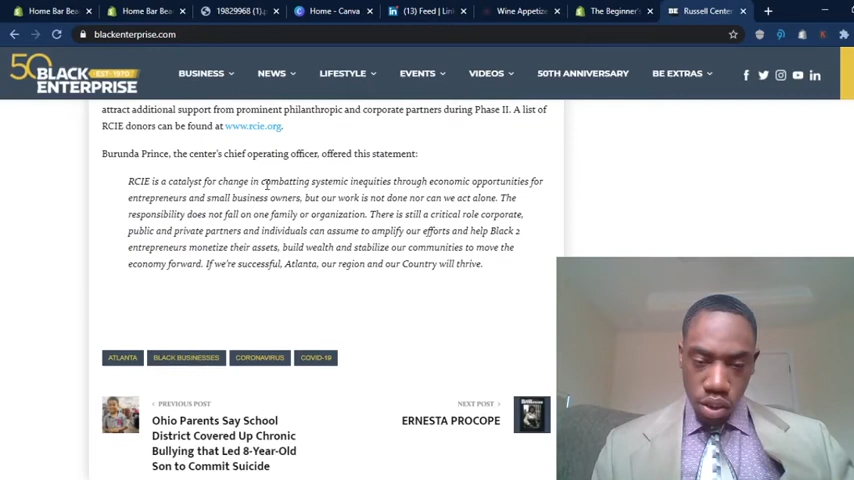 Home Bar Bea
Home Bar Bea
19829968 (1).p
Home - Canva
(13) Feed | Lin
Wine Appetiz
The Beginner's
Russell Center
blackenterprise.com
50 EST. 1970
BLACK
ENTERPRISE
BUSINESS NEWS LIFESTYLE EVENTS VIDEOS 50TH ANNIVERSARY BE EXTRAS
attract additional support from prominent philanthropic and corporate partners during Phase II. A list of
RCIE donors can be found at www.rcie.org.
Burunda Prince, the center's chief operating officer, offered this statement:
RCIE is a catalyst for change in combatting systemic inequities through economic opportunities for
entrepreneurs and small business owners, but our work is not done nor can we act alone. The
responsibility does not fall on one family or organization. There is still a critical role corporate,
public and private partners and individuals can assume to amplify our efforts and help Black 2
entrepreneurs monetize their assets, build wealth and stabilize our communities to move the
economy forward. If we're successful, Atlanta, our region and our Country will thrive.
ATLANTA BLACK BUSINESSES CORONAVIRUS COVID-19
PREVIOUS POST
Ohio Parents Say School
District Covered Up Chronic
Bullying that Led 8-Year-Old
Son to Commit Suicide
NEXT POST
ERNESTA PROCOPE